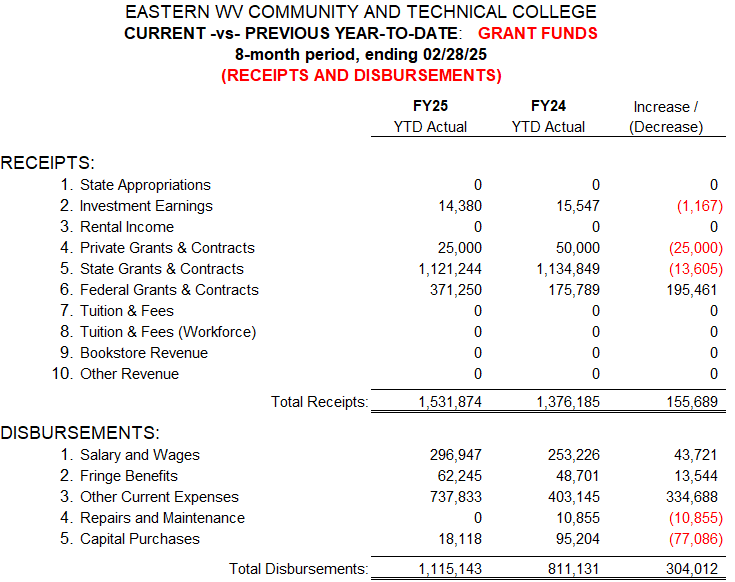 EASTERN WV COMMUNITY AND TECHNICAL COLLEGE
CURRENT -vs- PREVIOUS YEAR-TO-DATE: GRANT FUNDS
8-month period, ending 02/28/25
(RECEIPTS AND DISBURSEMENTS)
FY25 FY24 Increase /
YTD Actual YTD Actual (Decrease)
RECEIPTS:
1. State Appropriations 0 0 0
2. Investment Earnings 14,380 15,547 (1,167)
3. Rental Income 0 0 0
4. Private Grants & Contracts 25,000 50,000 (25,000)
5. State Grants & Contracts 1,121,244 1,134,849 (13,605)
6. Federal Grants & Contracts 371,250 175,789 195,461
7. Tuition & Fees 0 0 0
8. Tuition & Fees (Workforce) 0 0 0
9. Bookstore Revenue 0 0 0
10. Other Revenue 0 0 0
Total Receipts: 1,531,874 1,376,185 155,689
DISBURSEMENTS:
1. Salary and Wages 296,947 253,226 43,721
2. Fringe Benefits 62,245 48,701 13,544
3. Other Current Expenses 737,833 403,145 334,688
4. Repairs and Maintenance 0 10,855 (10,855)
5. Capital Purchases 18,118 95,204 (77,086)
Total Disbursements: 1,115,143 811,131 304,012